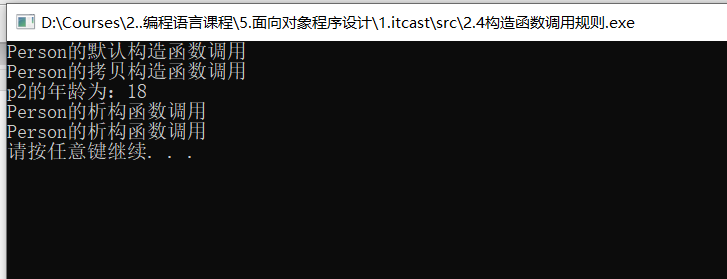 D:\Courses\2..编程语言课程\5.面向对象程序设计\1.itcast\src\2.4构造函数调用规则.exe
Person的默认构造函数调用
Person的拷贝构造函数调用
p2的年龄为：18
Person的析构函数调用
Person的析构函数调用
请按任意键继续. . .